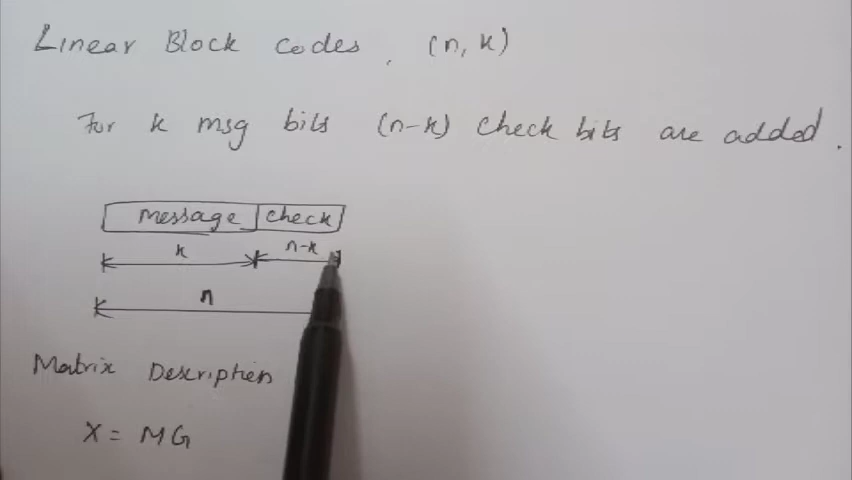 Linear Block codes, (n, k)
For k msg bits (n-k) check bits are added.
message check
k n-k
n
Matrix Description
X = MG